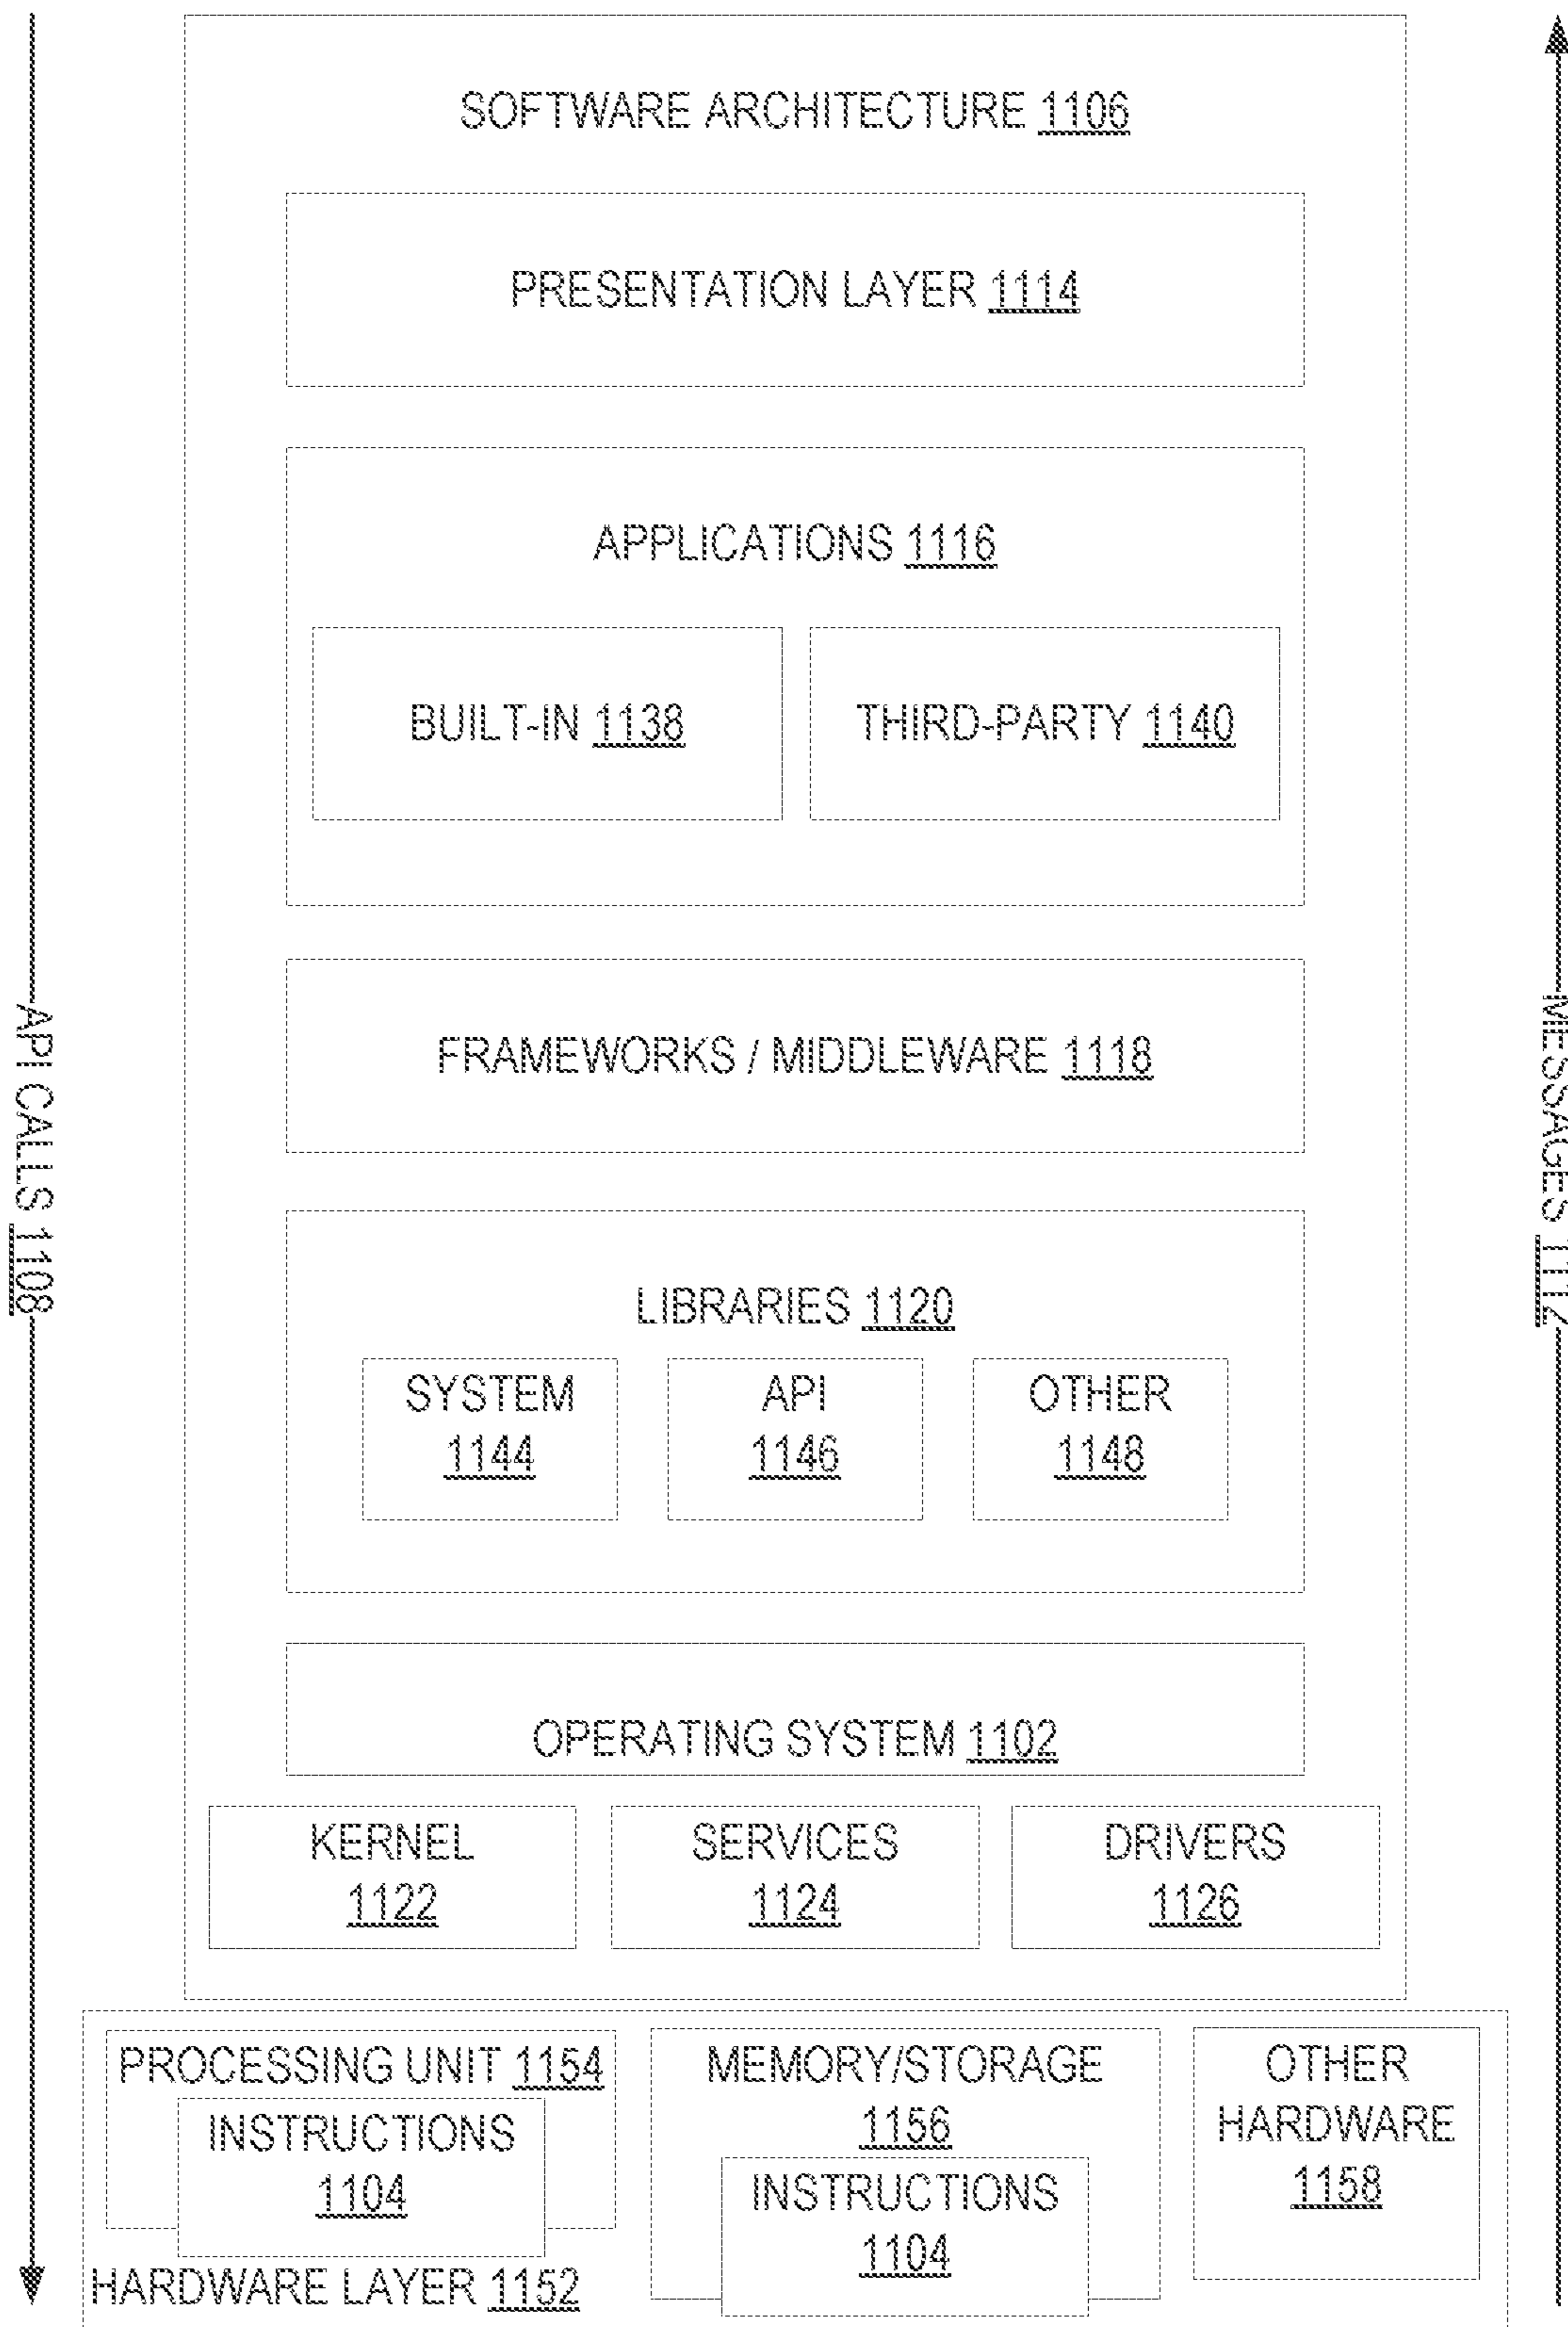 SOFTWARE ARCHITECTURE 1106
PRESENTATION LAYER 1114
APPLICATIONS 1116
BUILT-IN 1138
THIRD-PARTY 1140
FRAMEWORKS / MIDDLEWARE 1118
API CALLS 1108
MESSAGES 1112
LIBRARIES 1120
SYSTEM
1144
API
1146
OTHER
1148
OPERATING SYSTEM 1102
KERNEL
1122
SERVICES
1124
DRIVERS
1126
PROCESSING UNIT 1154
INSTRUCTIONS
1104
MEMORY/STORAGE
1156
INSTRUCTIONS
1104
OTHER
HARDWARE
1158
HARDWARE LAYER 1152